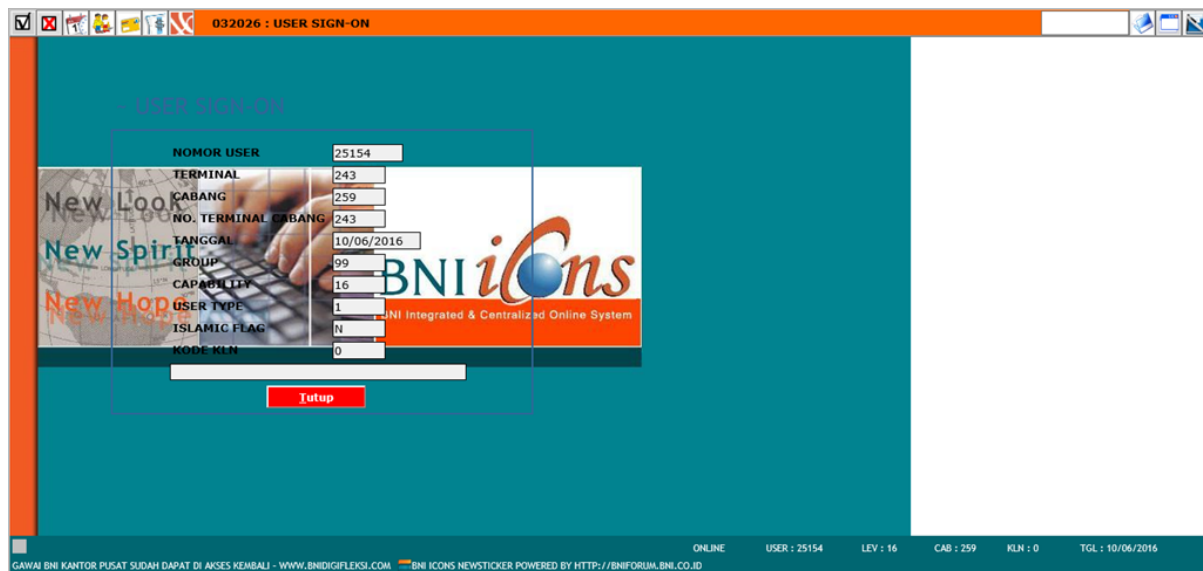 032026 : USER SIGN-ON
- USER SIGN-ON
NOMOR USER 25154
TERMINAL 243
CABANG 259
NO. TERMINAL CABANG 243
TANGGAL 10/06/2016
GROUP 99
CAPABILITY 16
USER TYPE 1
ISLAMIC FLAG N
KODE KLN 0
Tutup
New Look
New Spirit
New Hope
BNI icons
BNI Integrated & Centralized Online System
ONLINE USER : 25154 LEV : 16 CAB : 259 KLN : 0 TGL : 10/06/2016
GAWAI BNI KANTOR PUSAT SUDAH DAPAT DI AKSES KEMBALI - WWW.BNIDIGIFLEKSI.COM BNI ICONS NEWSTICKER POWERED BY HTTP://BNIFORUM.BNI.CO.ID